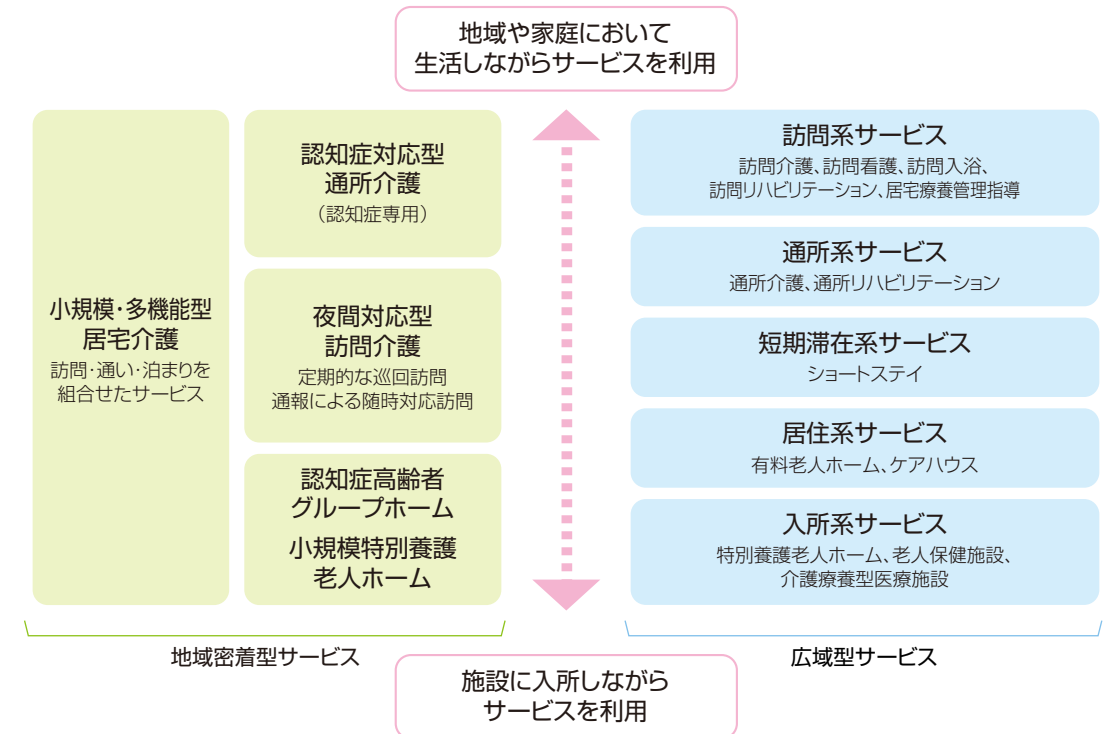 地域や家庭において
生活しながらサービスを利用
小規模・多機能型
居宅介護
訪問・通い・泊まりを
組合せたサービス
認知症対応型
通所介護
（認知症専用）
夜間対応型
訪問介護
定期的な巡回訪問
通報による随時対応訪問
認知症高齢者
グループホーム
小規模特別養護
老人ホーム
訪問系サービス
訪問介護、訪問看護、訪問入浴、
訪問リハビリテーション、居宅療養管理指導
通所系サービス
通所介護、通所リハビリテーション
短期滞在系サービス
ショートステイ
居住系サービス
有料老人ホーム、ケアハウス
入所系サービス
特別養護老人ホーム、老人保健施設、
介護療養型医療施設
地域密着型サービス
広域型サービス
施設に入所しながら
サービスを利用